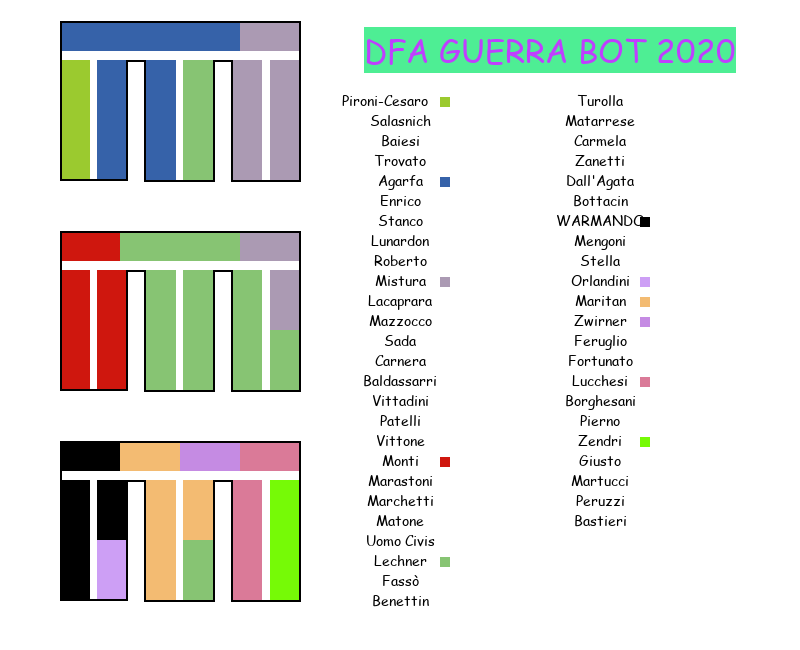 DFA GUERRA BOT 2020
Pironi-Cesaro
Salasnich
Baiesi
Trovato
Agarfa
Enrico
Stanco
Lunardon
Roberto
Mistura
Lacaprara
Mazzocco
Sada
Carnera
Baldassarri
Vittadini
Patelli
Vittone
Monti
Marastoni
Marchetti
Matone
Uomo Civis
Lechner
Fassò
Benettin
Turolla
Matarrese
Carmela
Zanetti
Dall'Agata
Bottacin
WARMANDO
Mengoni
Stella
Orlandini
Maritan
Zwirner
Feruglio
Fortunato
Lucchesi
Borghesani
Pierno
Zendri
Giusto
Martucci
Peruzzi
Bastieri